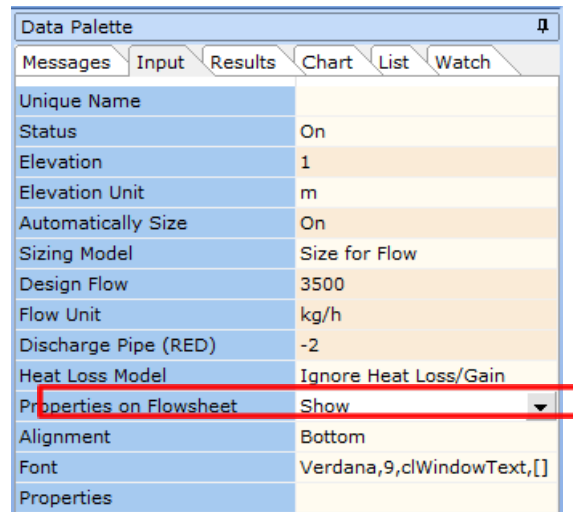 Data Palette
Messages Input Results Chart List Watch
Unique Name
Status On
Elevation 1
Elevation Unit m
Automatically Size On
Sizing Model Size for Flow
Design Flow 3500
Flow Unit kg/h
Discharge Pipe (RED) -2
Heat Loss Model Ignore Heat Loss/Gain
Properties on Flowsheet Show
Alignment Bottom
Font Verdana,9,clWindowText,[]
Properties